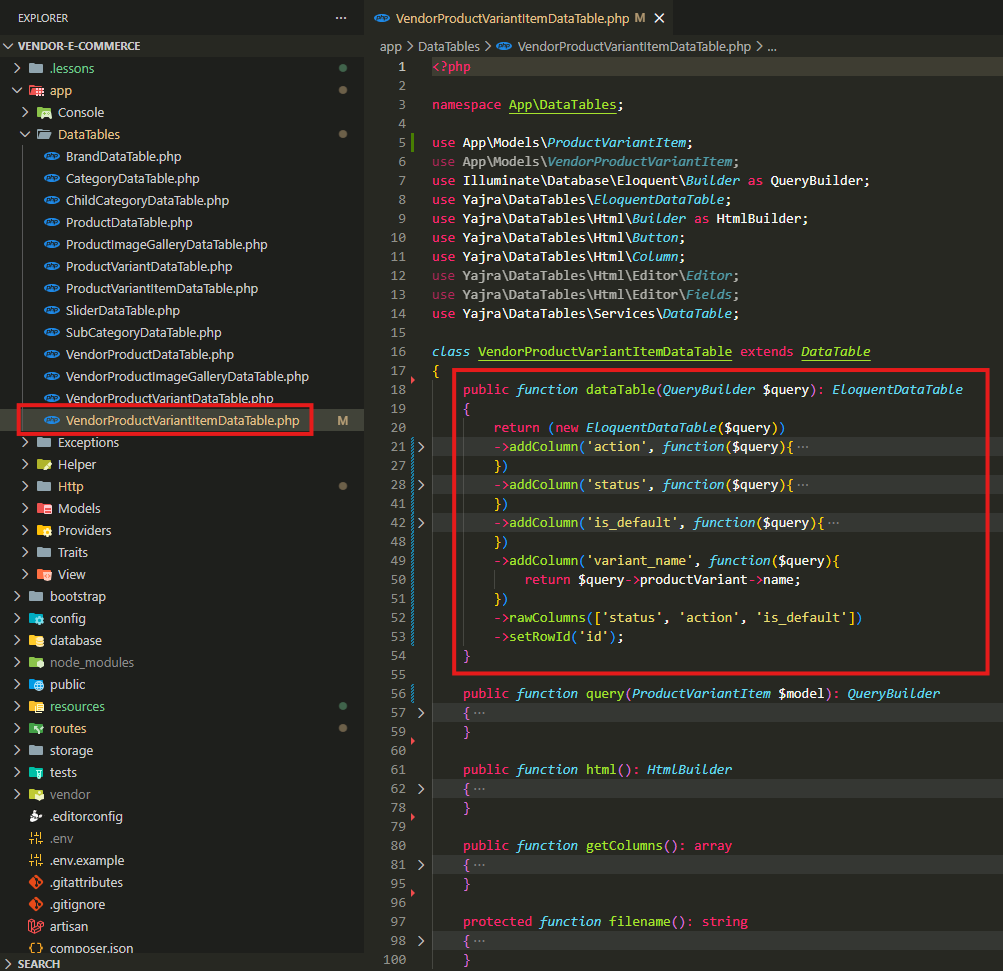 EXPLORER
···
VENDOR-E-COMMERCE
.lessons
app
Console
DataTables
BrandDataTable.php
CategoryDataTable.php
ChildCategoryDataTable.php
ProductDataTable.php
ProductImageGalleryDataTable.php
ProductVariantDataTable.php
ProductVariantItemDataTable.php
SliderDataTable.php
SubCategoryDataTable.php
VendorProductDataTable.php
VendorProductImageGalleryDataTable.php
VendorProductVariantDataTable.php
VendorProductVariantItemDataTable.php M
Exceptions
Helper
Http
Models
Providers
Traits
View
bootstrap
config
database
node_modules
public
resources
routes
storage
tests
vendor
.editorconfig
.env
.env.example
.gitattributes
.gitignore
artisan
composer.json
SEARCH
VendorProductVariantItemDataTable.php M
app > DataTables > VendorProductVariantItemDataTable.php > ...
1 <?php
2
3 namespace App\DataTables;
4
5 use App\Models\ProductVariantItem;
6 use App\Models\VendorProductVariantItem;
7 use Illuminate\Database\Eloquent\Builder as QueryBuilder;
8 use Yajra\DataTables\EloquentDataTable;
9 use Yajra\DataTables\Html\Builder as HtmlBuilder;
10 use Yajra\DataTables\Html\Button;
11 use Yajra\DataTables\Html\Column;
12 use Yajra\DataTables\Html\Editor\Editor;
13 use Yajra\DataTables\Html\Editor\Fields;
14 use Yajra\DataTables\Services\DataTable;
15
16 class VendorProductVariantItemDataTable extends DataTable
17 {
18 public function dataTable(QueryBuilder $query): EloquentDataTable
19 {
20 return (new EloquentDataTable($query))
21 ->addColumn('action', function($query){ ···
27 })
28 ->addColumn('status', function($query){ ···
41 })
42 ->addColumn('is_default', function($query){ ···
48 })
49 ->addColumn('variant_name', function($query){
50 return $query->productVariant->name;
51 })
52 ->rawColumns(['status', 'action', 'is_default'])
53 ->setRowId('id');
54 }
55
56 public function query(ProductVariantItem $model): QueryBuilder
57 { ···
59 }
60
61 public function html(): HtmlBuilder
62 { ···
78 }
79
80 public function getColumns(): array
81 { ···
95 }
96
97 protected function filename(): string
98 { ···
100 }